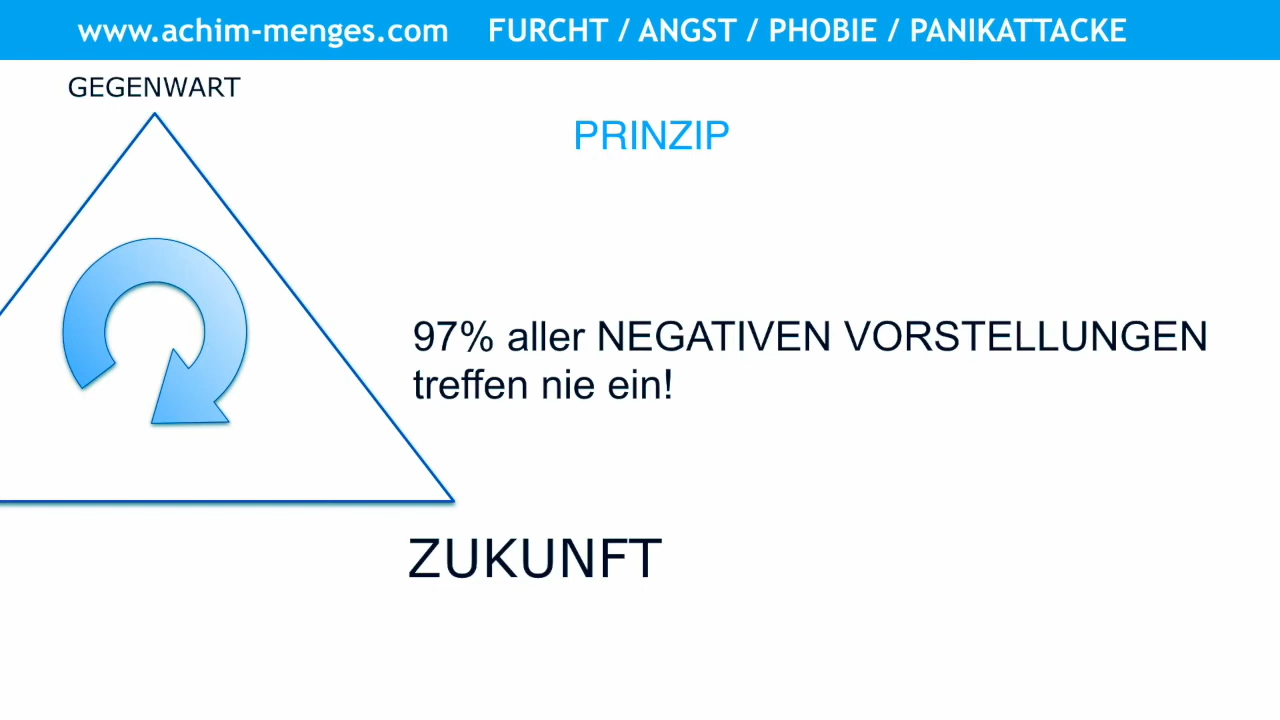 www.achim-menges.com FURCHT / ANGST / PHOBIE / PANIKATTACKE
GEGENWART
PRINZIP
97% aller NEGATIVEN VORSTELLUNGEN
treffen nie ein!
ZUKUNFT